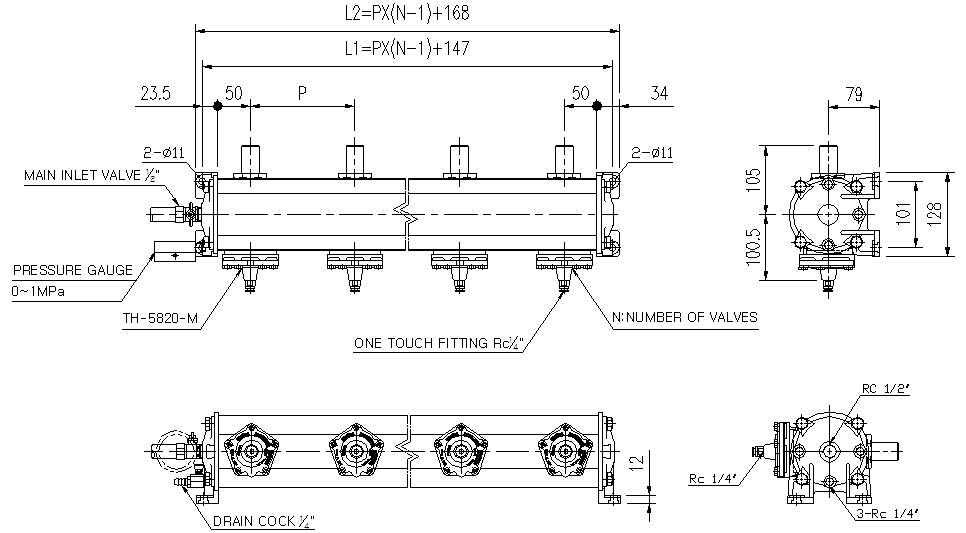 L2=PX(N-1)+168
L1=PX(N-1)+147
23.5
50
P
50
34
79
2-Ø11
2-Ø11
MAIN INLET VALVE ½"
105
100.5
101
128
PRESSURE GAUGE
0~1MPa
TH-5820-M
N:NUMBER OF VALVES
ONE TOUCH FITTING Rc¼"
RC 1/2"
12
Rc 1/4"
3-Rc 1/4"
DRAIN COCK ¼"